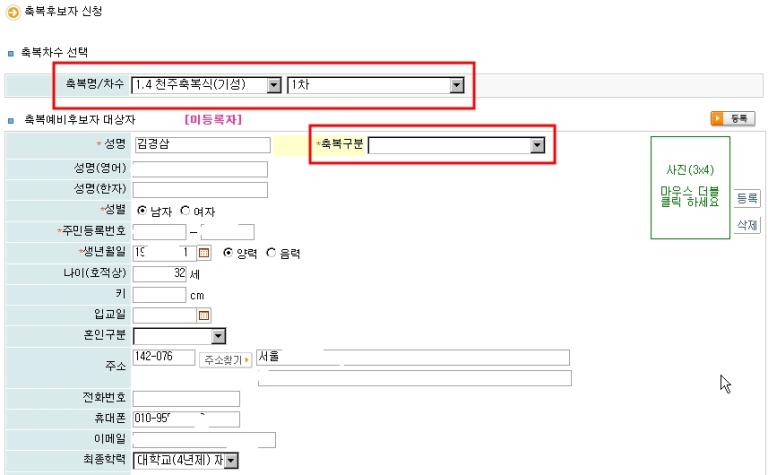 축복후보자 신청
축복차수 선택
축복명/차수 1.4 천주축복식(기성) 1차
축복예비후보자 대상자 [미등록자] 등록
*성명 김경삼 *축복구분
성명(영어)
성명(한자)
*성별 남자 여자
*주민등록번호 –
*생년월일 19 1 양력 음력
나이(호적상) 32 세
키 cm
입교일
혼인구분
주소 142-076 주소찾기 서울
전화번호
휴대폰 010-95
이메일
최종학력 대학교(4년제) 자
사진(3x4)
마우스 더블
클릭 하세요
등록
삭제